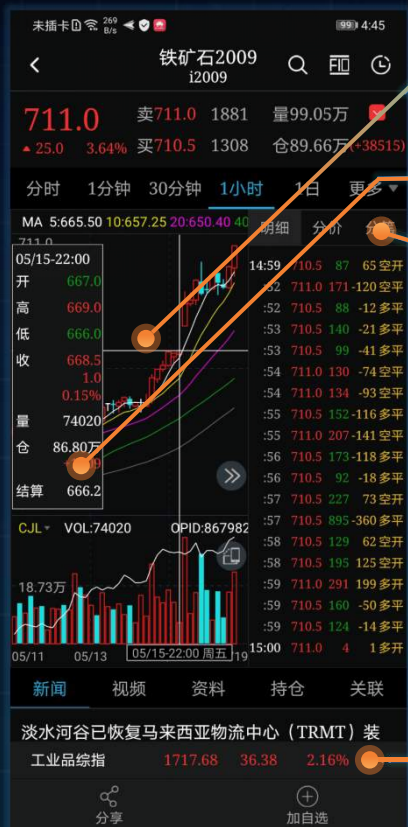 未插卡 269 B/s 99 4:45
铁矿石2009
i2009
711.0 卖711.0 1881 量99.05万
25.0 3.64% 买710.5 1308 仓89.66万(+38515)
分时 1分钟 30分钟 1小时 1日 更多
MA 5:665.50 10:657.25 20:650.40 40
明细 分价
711.0
05/15-22:00
开 667.0
高 669.0
低 666.0
收 668.5
1.0
0.15%
量 74020
仓 86.80万
结算 666.2
14:59 710.5 87 65 空开
:52 711.0 171 -120 空平
:52 710.5 88 -12 多平
:53 710.5 140 -21 多平
:53 710.5 99 -41 多平
:54 711.0 130 -74 空平
:54 711.0 134 -93 空平
:55 710.5 152 -116 多平
:55 711.0 207 -141 空平
:56 710.5 173 -118 多平
:56 710.5 92 -18 多平
:57 710.5 227 73 空开
:57 710.5 895 -360 多平
:58 710.5 129 62 空开
:58 710.5 195 125 空开
:59 711.0 291 199 多开
:59 710.5 160 -50 多平
:59 710.5 124 -14 多平
15:00 711.0 4 1 多开
CJL VOL:74020 OPID:867982
18.73万
05/11 05/13 05/15-22:00 周五 19
新闻 视频 资料 持仓 关联
淡水河谷已恢复马来西亚物流中心（TRMT）装
工业品综指 1717.68 36.38 2.16%
分享 加自选